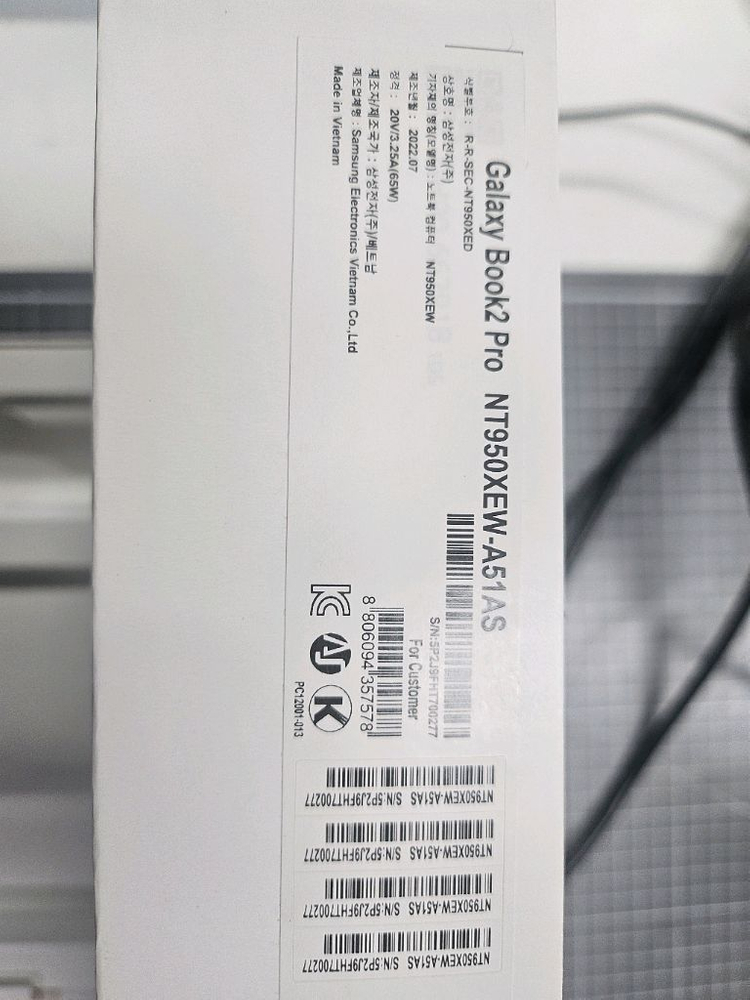 Galaxy Book2 Pro NT950XEW-A51AS
식별부호 : R-R-SEC-NT950XED
상호명 : 삼성전자(주)
기자재의 명칭(모델명) : 노트북 컴퓨터 NT950XEW
제조년월 : 2022.07
정격 : 20V/3.25A(65W)
제조자/제조국가 : 삼성전자(주)/베트남
제조업체명 : Samsung Electronics Vietnam Co.,Ltd
Made in Vietnam
S/N:5P2J9FHT700277
For Customer
8 806094 357578
PC12001-013
NT950XEW-A51AS S/N:5P2J9FHT700277
NT950XEW-A51AS S/N:5P2J9FHT700277
NT950XEW-A51AS S/N:5P2J9FHT700277
NT950XEW-A51AS S/N:5P2J9FHT700277